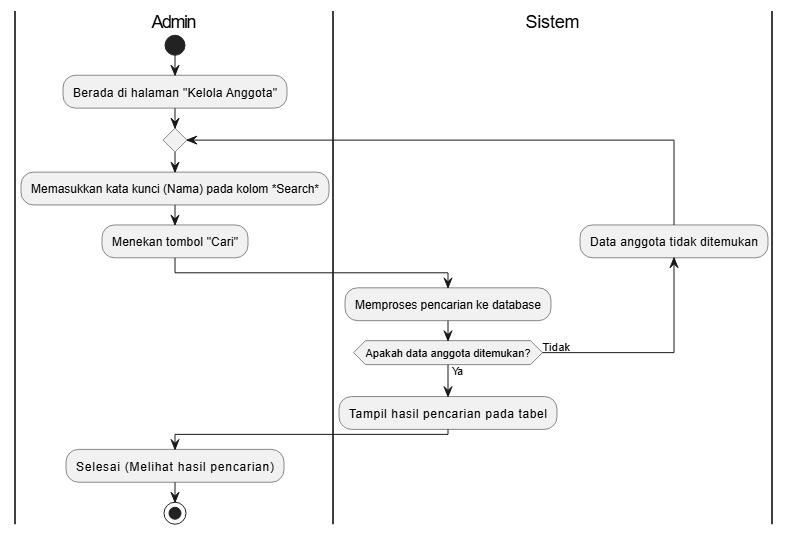 Admin
Sistem
Berada di halaman "Kelola Anggota"
Memasukkan kata kunci (Nama) pada kolom *Search*
Menekan tombol "Cari"
Data anggota tidak ditemukan
Memproses pencarian ke database
Apakah data anggota ditemukan?
Tidak
Ya
Tampil hasil pencarian pada tabel
Selesai (Melihat hasil pencarian)